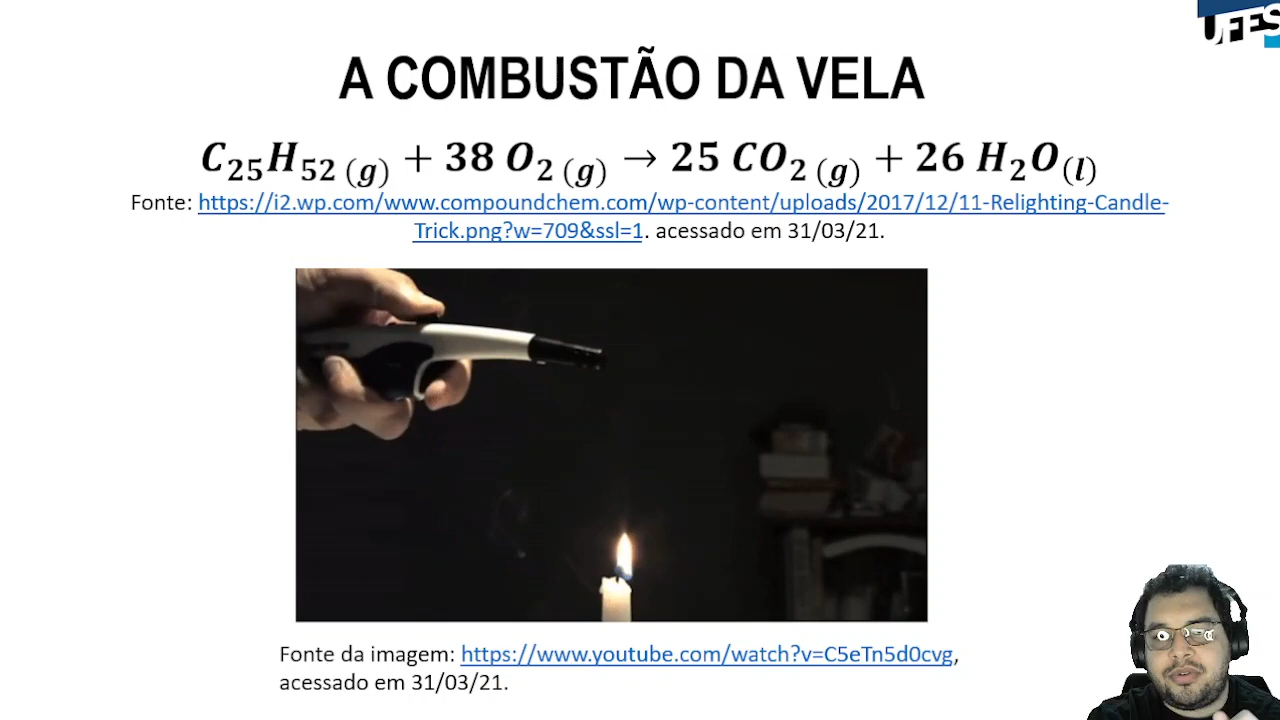 UFES
A COMBUSTÃO DA VELA
C₂₅H₅₂ (g) + 38 O₂ (g) → 25 CO₂ (g) + 26 H₂O(l)
Fonte: https://i2.wp.com/www.compoundchem.com/wp-content/uploads/2017/12/11-Relighting-Candle-
Trick.png?w=709&ssl=1. acessado em 31/03/21.
Fonte da imagem: https://www.youtube.com/watch?v=C5eTn5d0cvg,
acessado em 31/03/21.